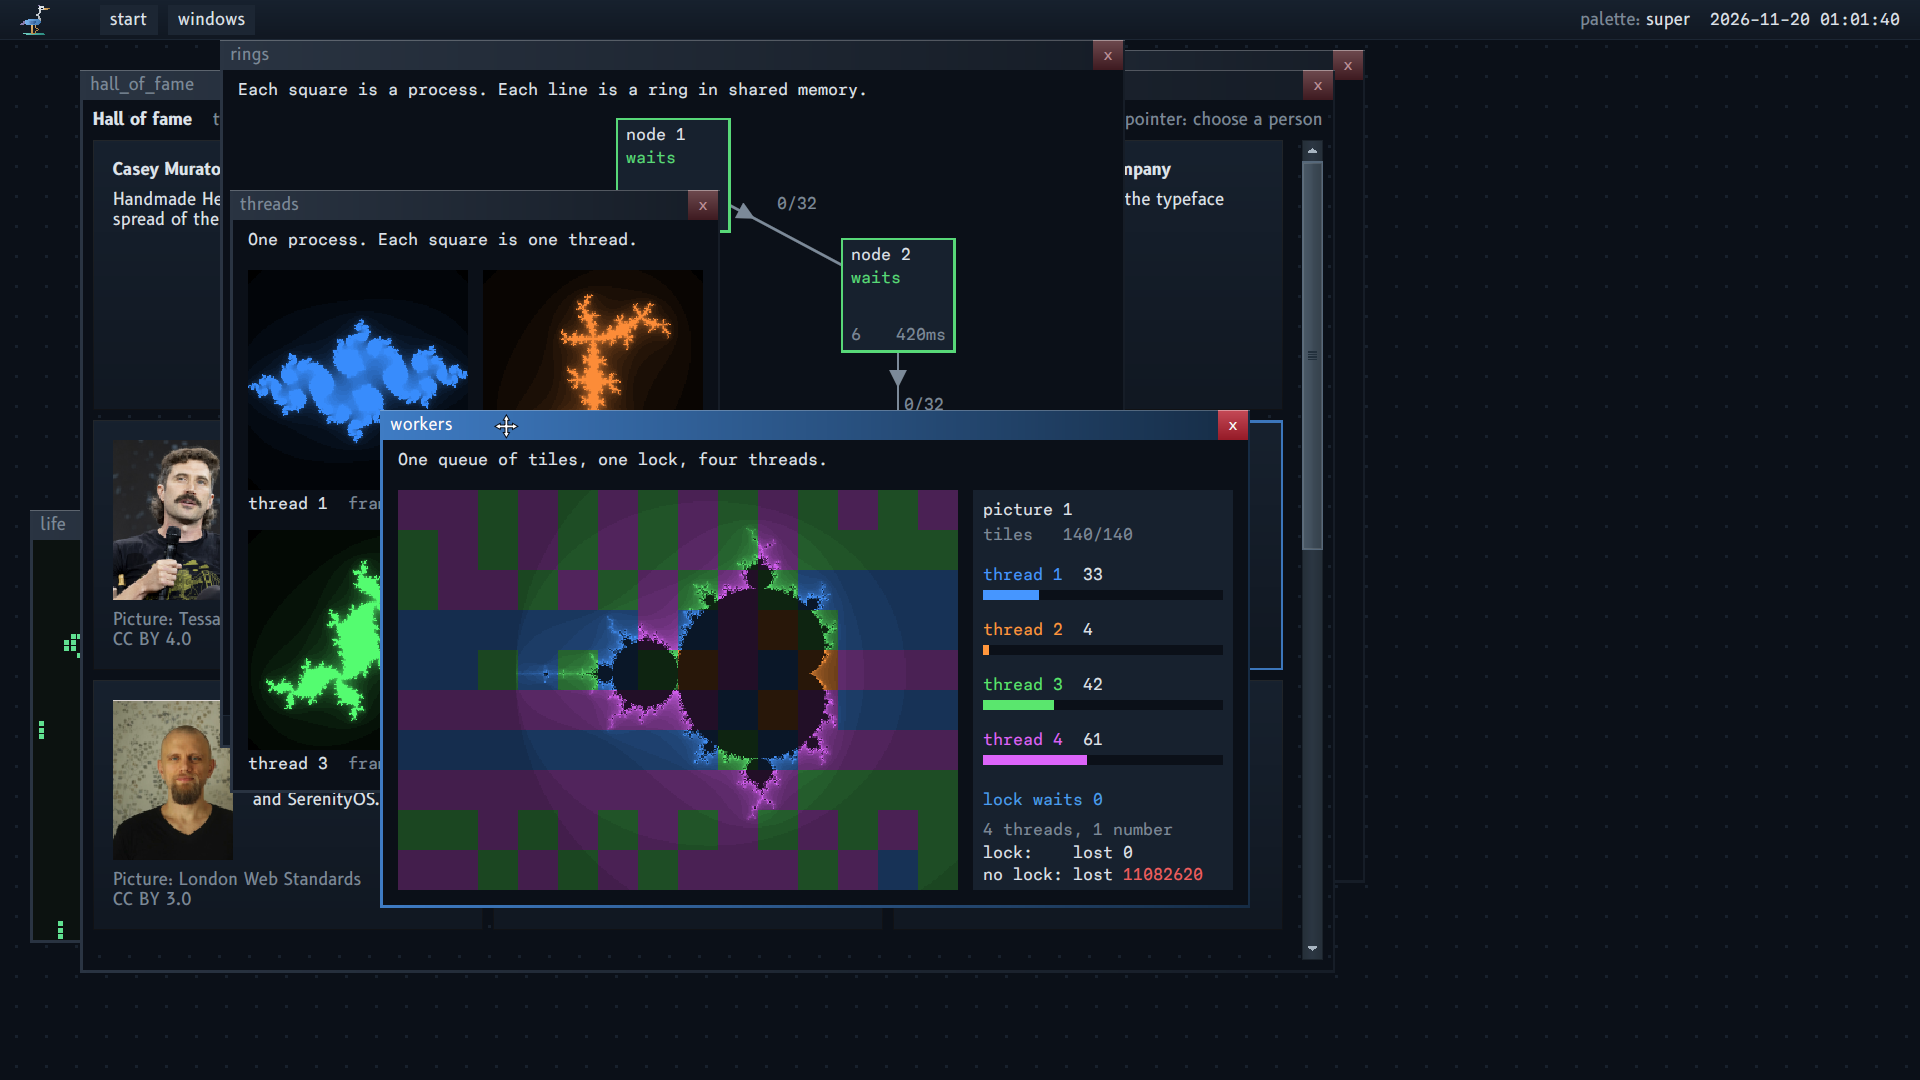 start
windows
palette: super
2026-11-20 01:01:40
rings
x
x
x
hall_of_fame
Each square is a process. Each line is a ring in shared memory.
Hall of fame
pointer: choose a person
node 1
waits
Casey Murato
Handmade He
spread of the
mpany
the typeface
threads
x
0/32
One process. Each square is one thread.
node 2
waits
6 420ms
0/32
workers
x
One queue of tiles, one lock, four threads.
thread 1 fra
picture 1
tiles 140/140
life
thread 1 33
thread 2 4
Picture: Tessa
CC BY 4.0
thread 3 42
thread 4 61
thread 3 fra
and SerenityOS.
lock waits 0
4 threads, 1 number
lock: lost 0
no lock: lost 11082620
Picture: London Web Standards
CC BY 3.0